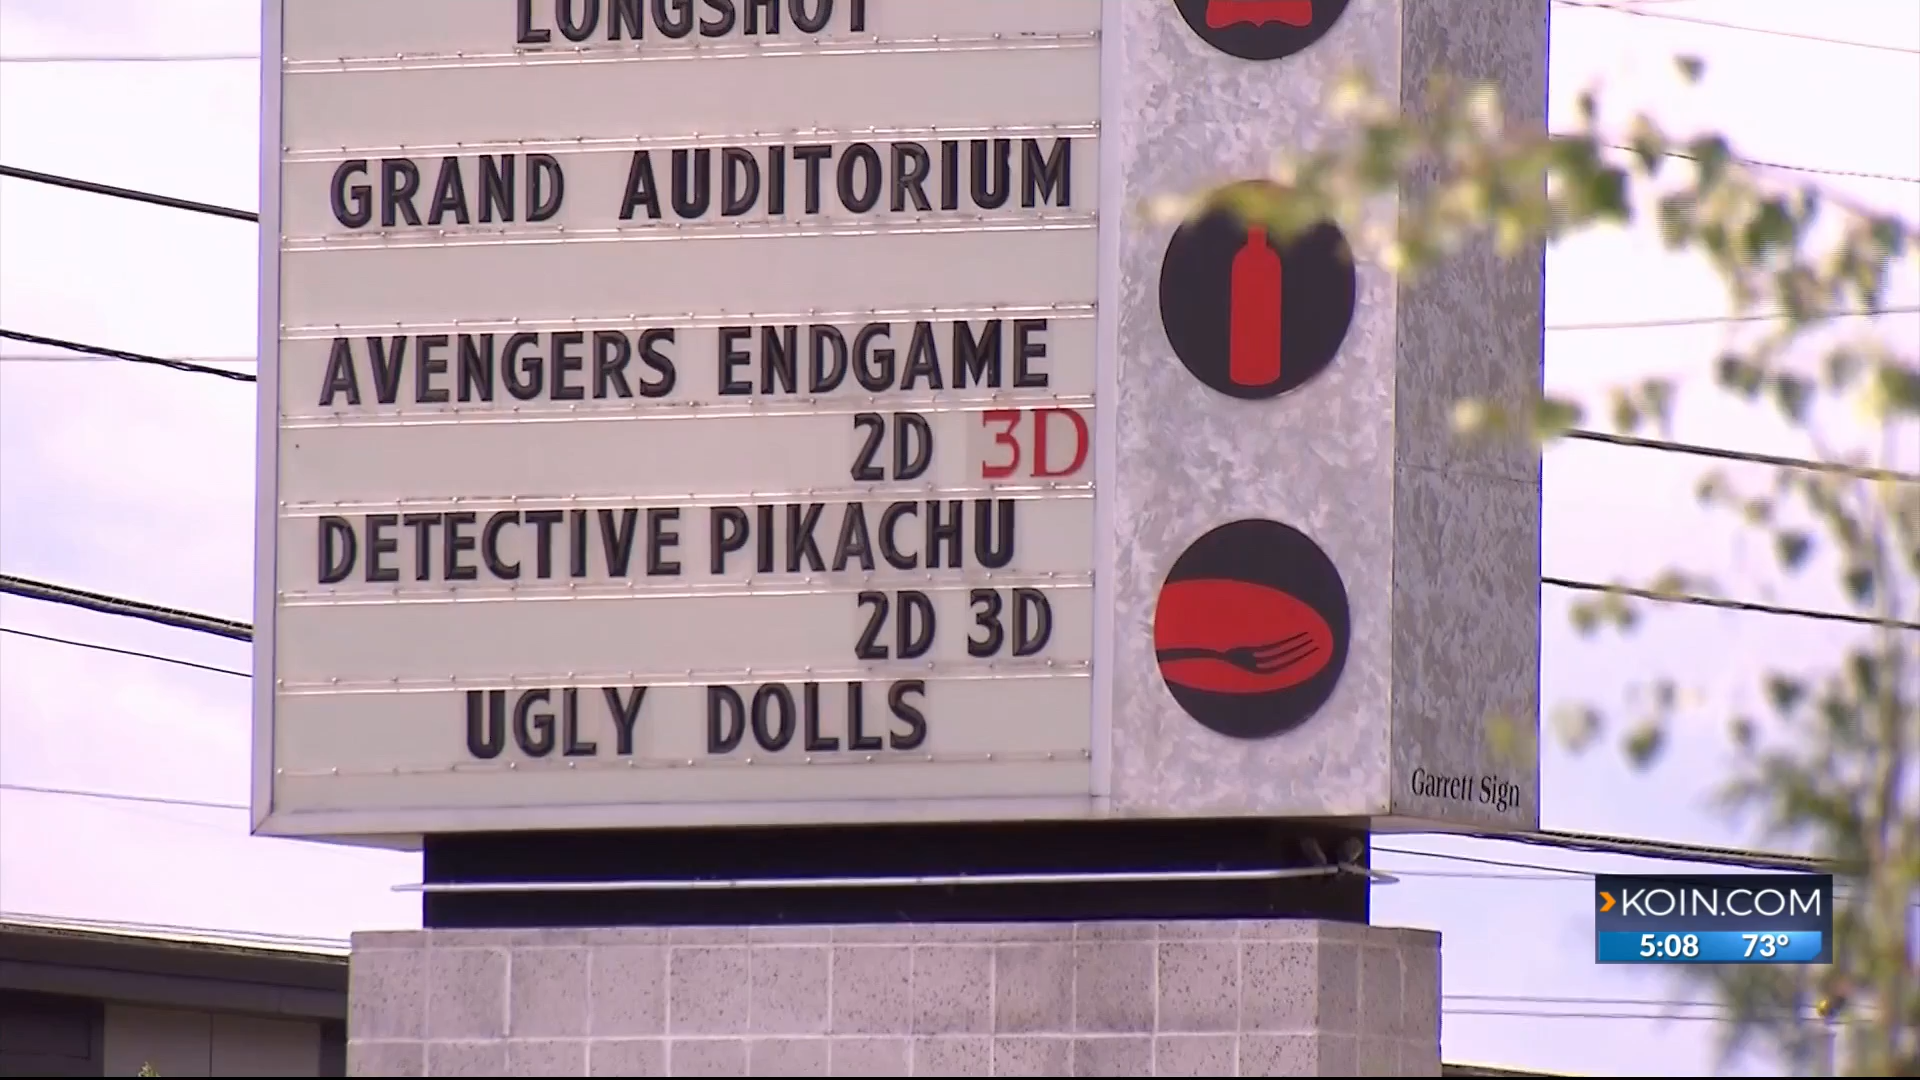 LONGSHOT
GRAND AUDITORIUM
AVENGERS ENDGAME
2D 3D
DETECTIVE PIKACHU
2D 3D
UGLY DOLLS
Garrett Sign
KOIN.COM
5:08 73°